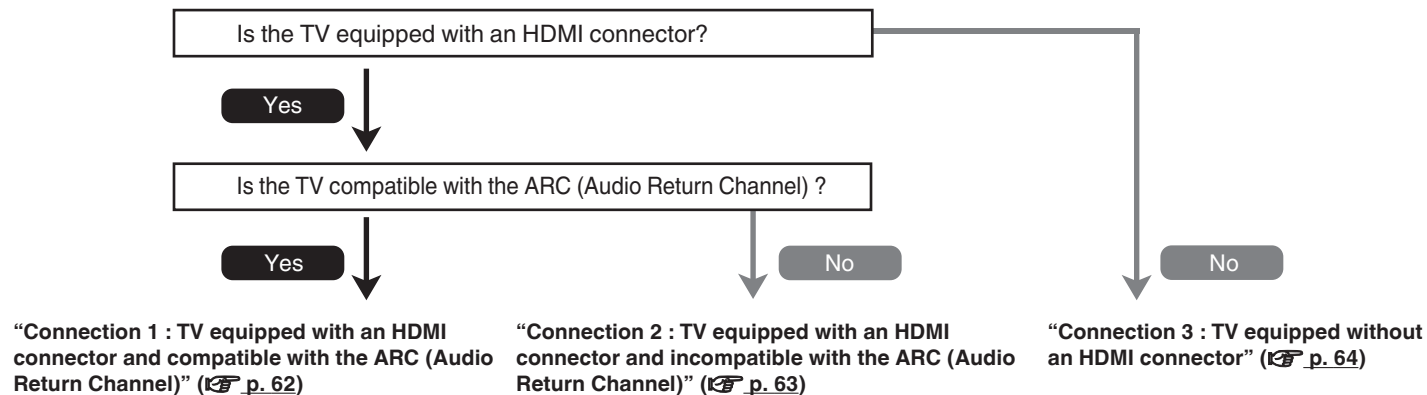 Is the TV equipped with an HDMI connector?
Yes
Is the TV compatible with the ARC (Audio Return Channel) ?
Yes
No
No
“Connection 1 : TV equipped with an HDMI
connector and compatible with the ARC (Audio
Return Channel)” (☞ p. 62)
“Connection 2 : TV equipped with an HDMI
connector and incompatible with the ARC (Audio
Return Channel)” (☞ p. 63)
“Connection 3 : TV equipped without
an HDMI connector” (☞ p. 64)